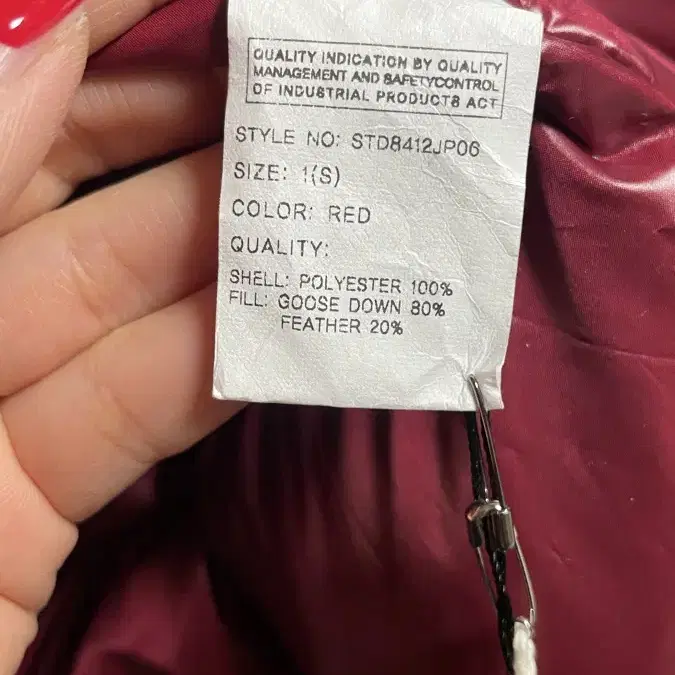 QUALITY INDICATION BY QUALITY
MANAGEMENT AND SAFETYCONTROL
OF INDUSTRIAL PRODUCTS ACT
STYLE NO: STD8412JP06
SIZE: 1(S)
COLOR: RED
QUALITY:
SHELL: POLYESTER 100%
FILL: GOOSE DOWN 80%
FEATHER 20%